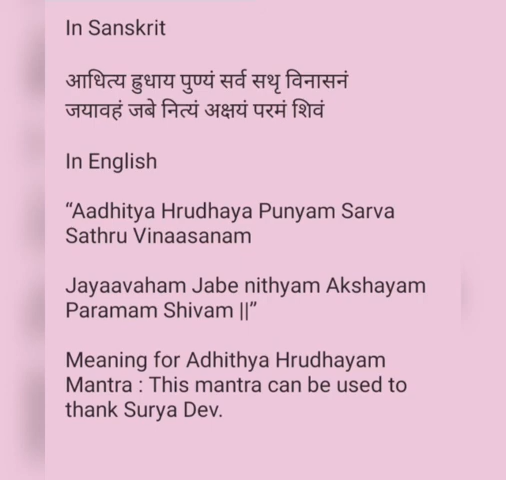 In Sanskrit
आधित्य ह्रुधाय पुण्यं सर्व सथृ विनासनं
जयावहं जबे नित्यं अक्षयं परमं शिवं
In English
“Aadhitya Hrudhaya Punyam Sarva
Sathru Vinaasanam
Jayaavaham Jabe nithyam Akshayam
Paramam Shivam ||”
Meaning for Adhithya Hrudhayam
Mantra : This mantra can be used to
thank Surya Dev.